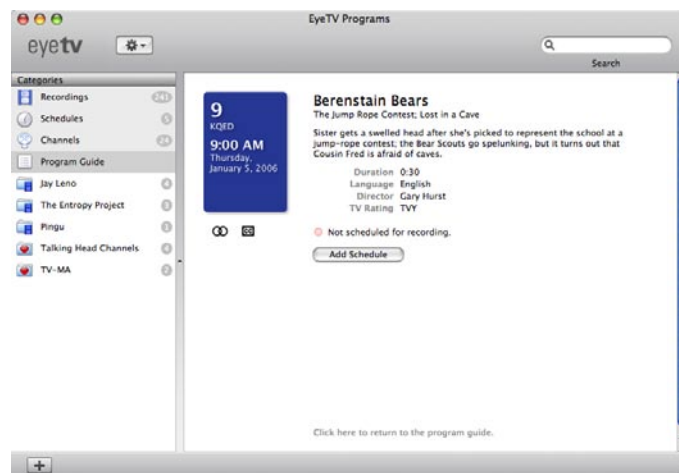 EyeTV Programs
eyetv
Search
Categories
Recordings
Schedules
Channels
Program Guide
Jay Leno
The Entropy Project
Pingu
Talking Head Channels
TV-MA
9
KQED
9:00 AM
Thursday,
January 5, 2006
Berenstain Bears
The Jump Rope Contest; Lost in a Cave
Sister gets a swelled head after she's picked to represent the school at a
jump-rope contest; the Bear Scouts go spelunking, but it turns out that
Cousin Fred is afraid of caves.
Duration 0:30
Language English
Director Gary Hurst
TV Rating TVY
Not scheduled for recording.
Add Schedule
Click here to return to the program guide.